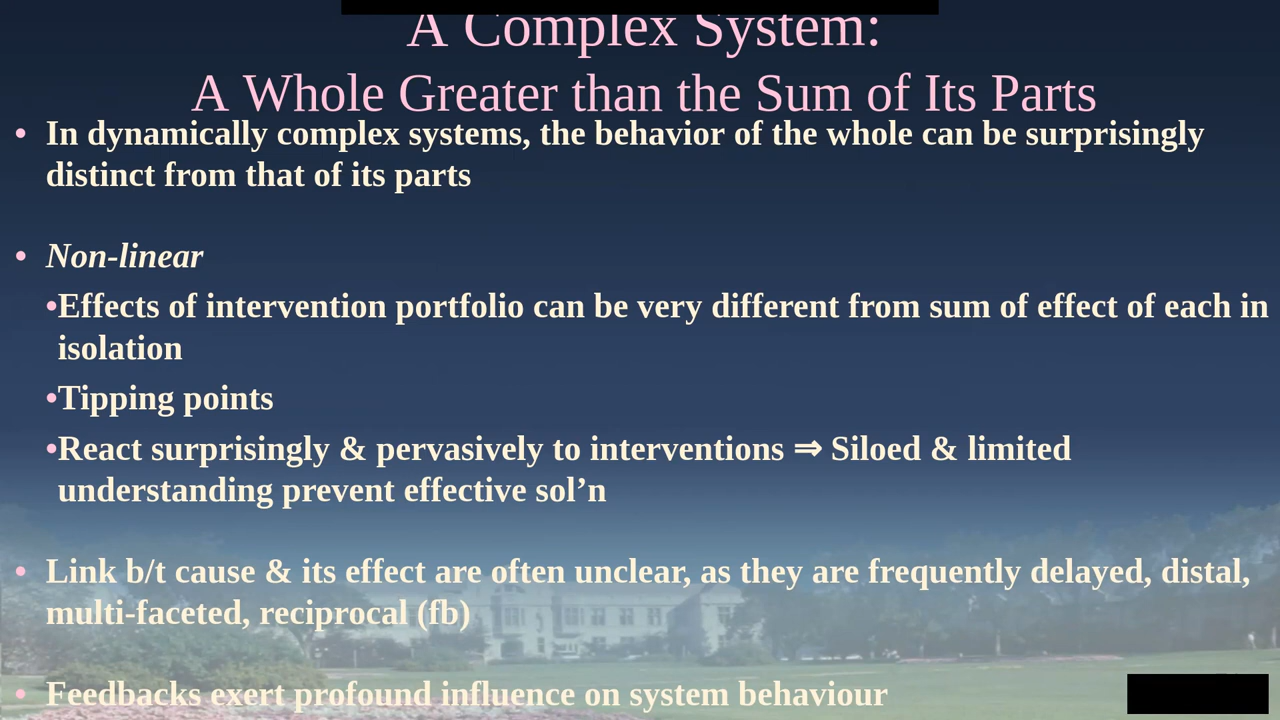 A Complex System:
A Whole Greater than the Sum of Its Parts
• In dynamically complex systems, the behavior of the whole can be surprisingly
distinct from that of its parts
• Non-linear
•Effects of intervention portfolio can be very different from sum of effect of each in
isolation
•Tipping points
•React surprisingly & pervasively to interventions ⇒ Siloed & limited
understanding prevent effective sol’n
• Link b/t cause & its effect are often unclear, as they are frequently delayed, distal,
multi-faceted, reciprocal (fb)
• Feedbacks exert profound influence on system behaviour